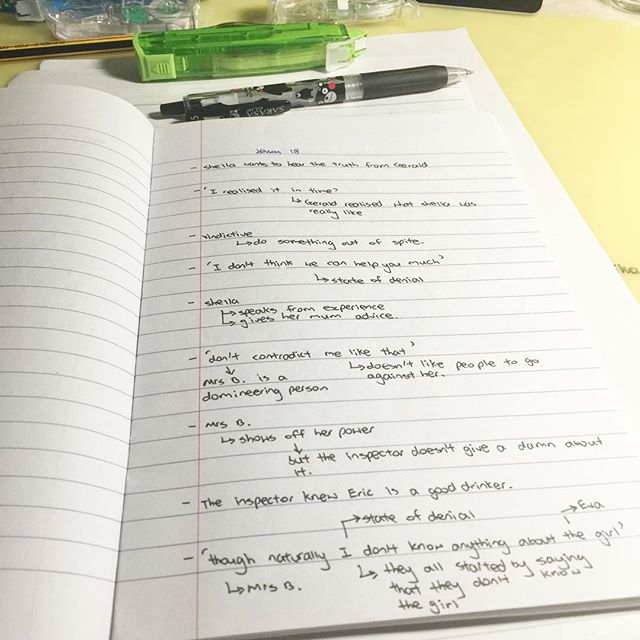 SARASA
Lesson 18
- Sheila wants to hear the truth from Gerald
- 'I realised it in time?'
↳ Gerald realised what Sheila was
really like
- vindictive
↳ do something out of spite.
- 'I don't think we can help you much'
↳ state of denial
- Sheila
↳ speaks from experience
↳ gives her mum advice.
- 'don't contradict me like that'
↓
Mrs B. is a
domineering person
↳ doesn't like people to go
against her.
- Mrs B.
↳ shows off her power
↓
but the inspector doesn't give a damn about
it.
- The inspector knew Eric is a good drinker.
→ state of denial
→ Eva
- 'though naturally I don't know anything about the girl'
↳ Mrs B.
↳ they all started by saying
that they don't know
the girl